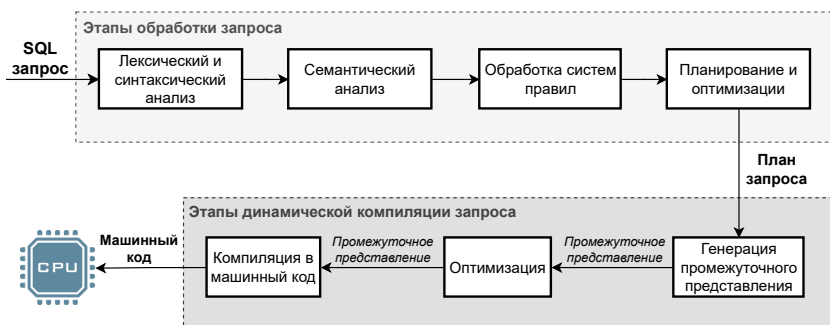 Этапы обработки запроса
SQL
запрос
Лексический и
синтаксический
анализ
Семантический
анализ
Обработка систем
правил
Планирование и
оптимизации
План
запроса
Этапы динамической компиляции запроса
Генерация
промежуточного
представления
Промежуточное
представление
Оптимизация
Промежуточное
представление
Компиляция в
машинный код
Машинный
код
CPU